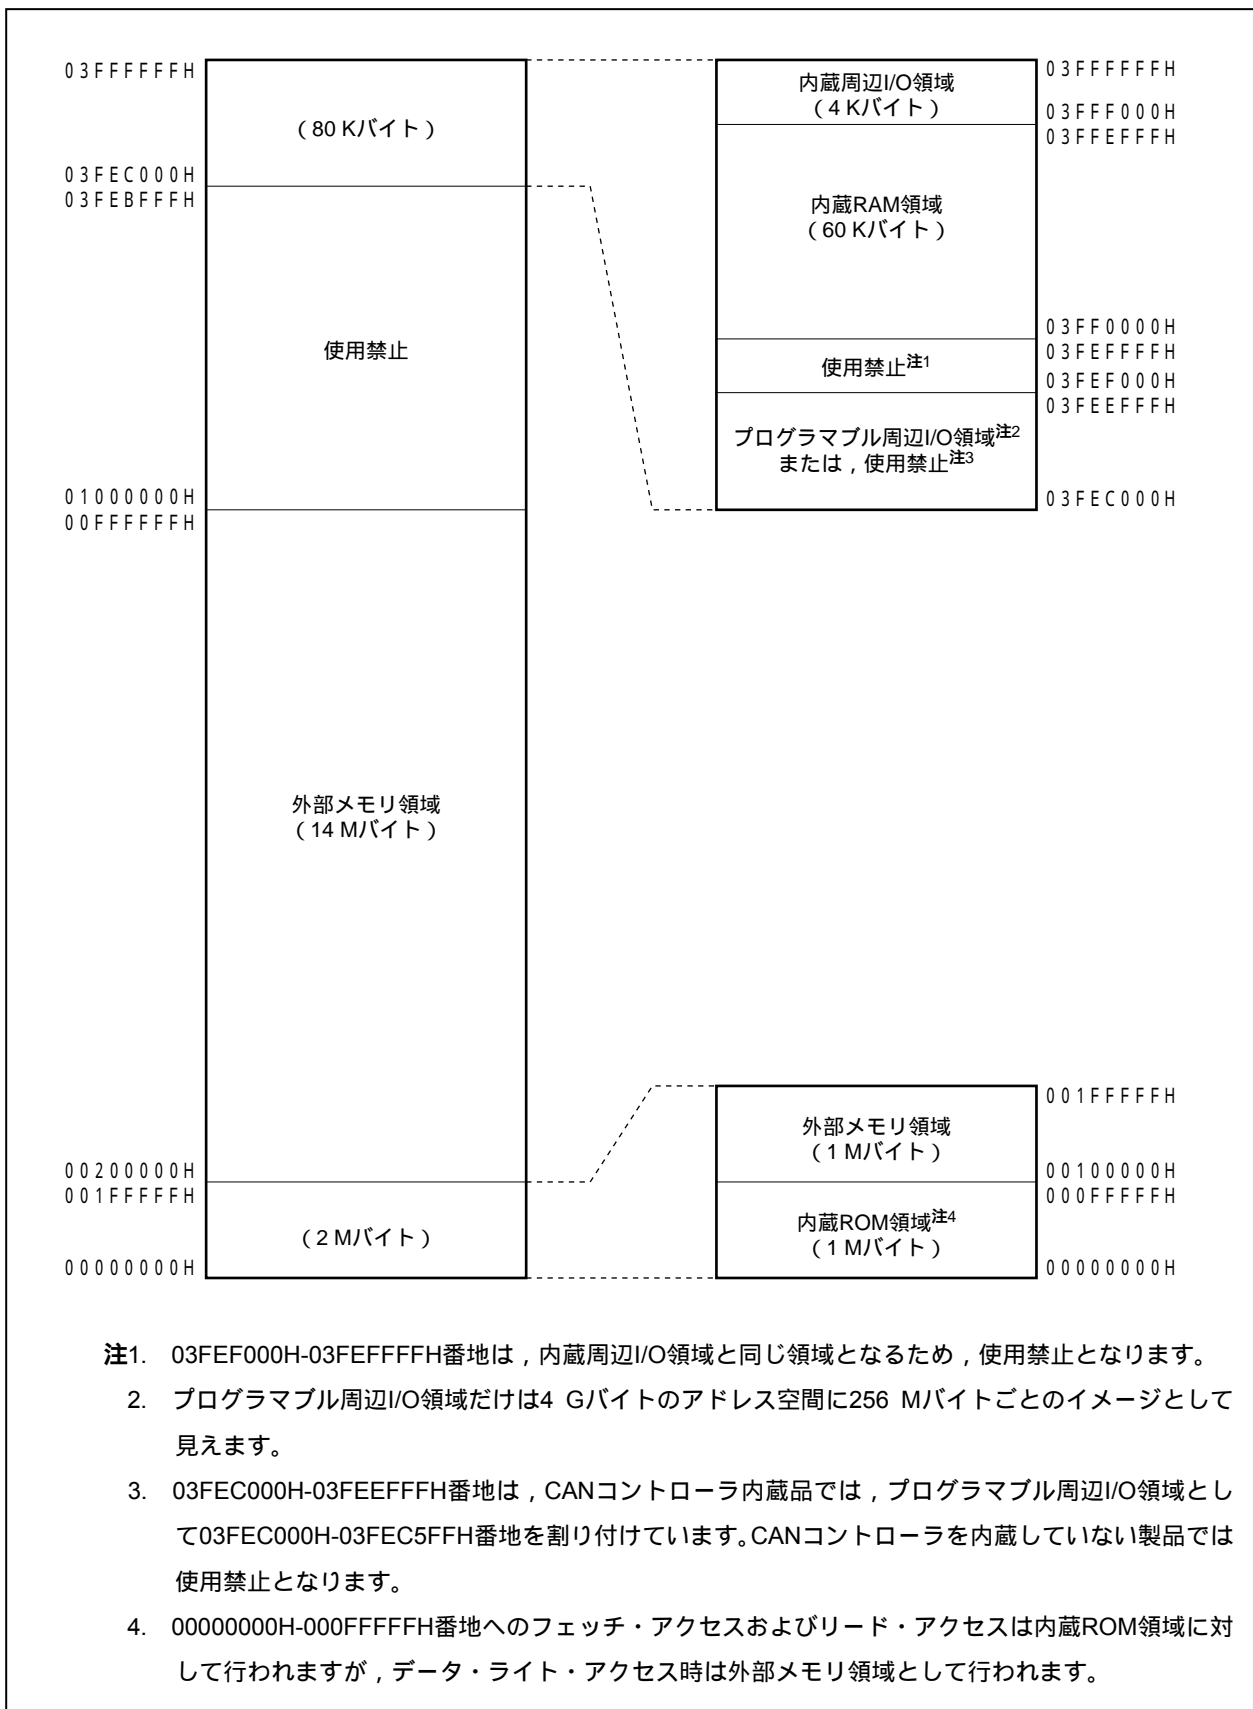 03FFFFFFH
（80 Kバイト）
03FEC000H
03FEBFFFH
使用禁止
01000000H
00FFFFFFH
外部メモリ領域
（14 Mバイト）
00200000H
001FFFFFH
（2 Mバイト）
00000000H
内蔵周辺I/O領域
（4 Kバイト）
03FFFFFFH
03FFF000H
03FFEFFFH
内蔵RAM領域
（60 Kバイト）
03FF0000H
03FEFFFFH
使用禁止注1
03FEF000H
03FEEFFFH
プログラマブル周辺I/O領域注2
または，使用禁止注3
03FEC000H
001FFFFFH
外部メモリ領域
（1 Mバイト）
00100000H
000FFFFFH
内蔵ROM領域注4
（1 Mバイト）
00000000H
注1. 03FEF000H-03FEFFFFH番地は，内蔵周辺I/O領域と同じ領域となるため，使用禁止となります。
2. プログラマブル周辺I/O領域だけは4 Gバイトのアドレス空間に256 Mバイトごとのイメージとして
見えます。
3. 03FEC000H-03FEEFFFH番地は，CANコントローラ内蔵品では，プログラマブル周辺I/O領域とし
て03FEC000H-03FEC5FFH番地を割り付けています。CANコントローラを内蔵していない製品では
使用禁止となります。
4. 00000000H-000FFFFFH番地へのフェッチ・アクセスおよびリード・アクセスは内蔵ROM領域に対
して行われますが，データ・ライト・アクセス時は外部メモリ領域として行われます。